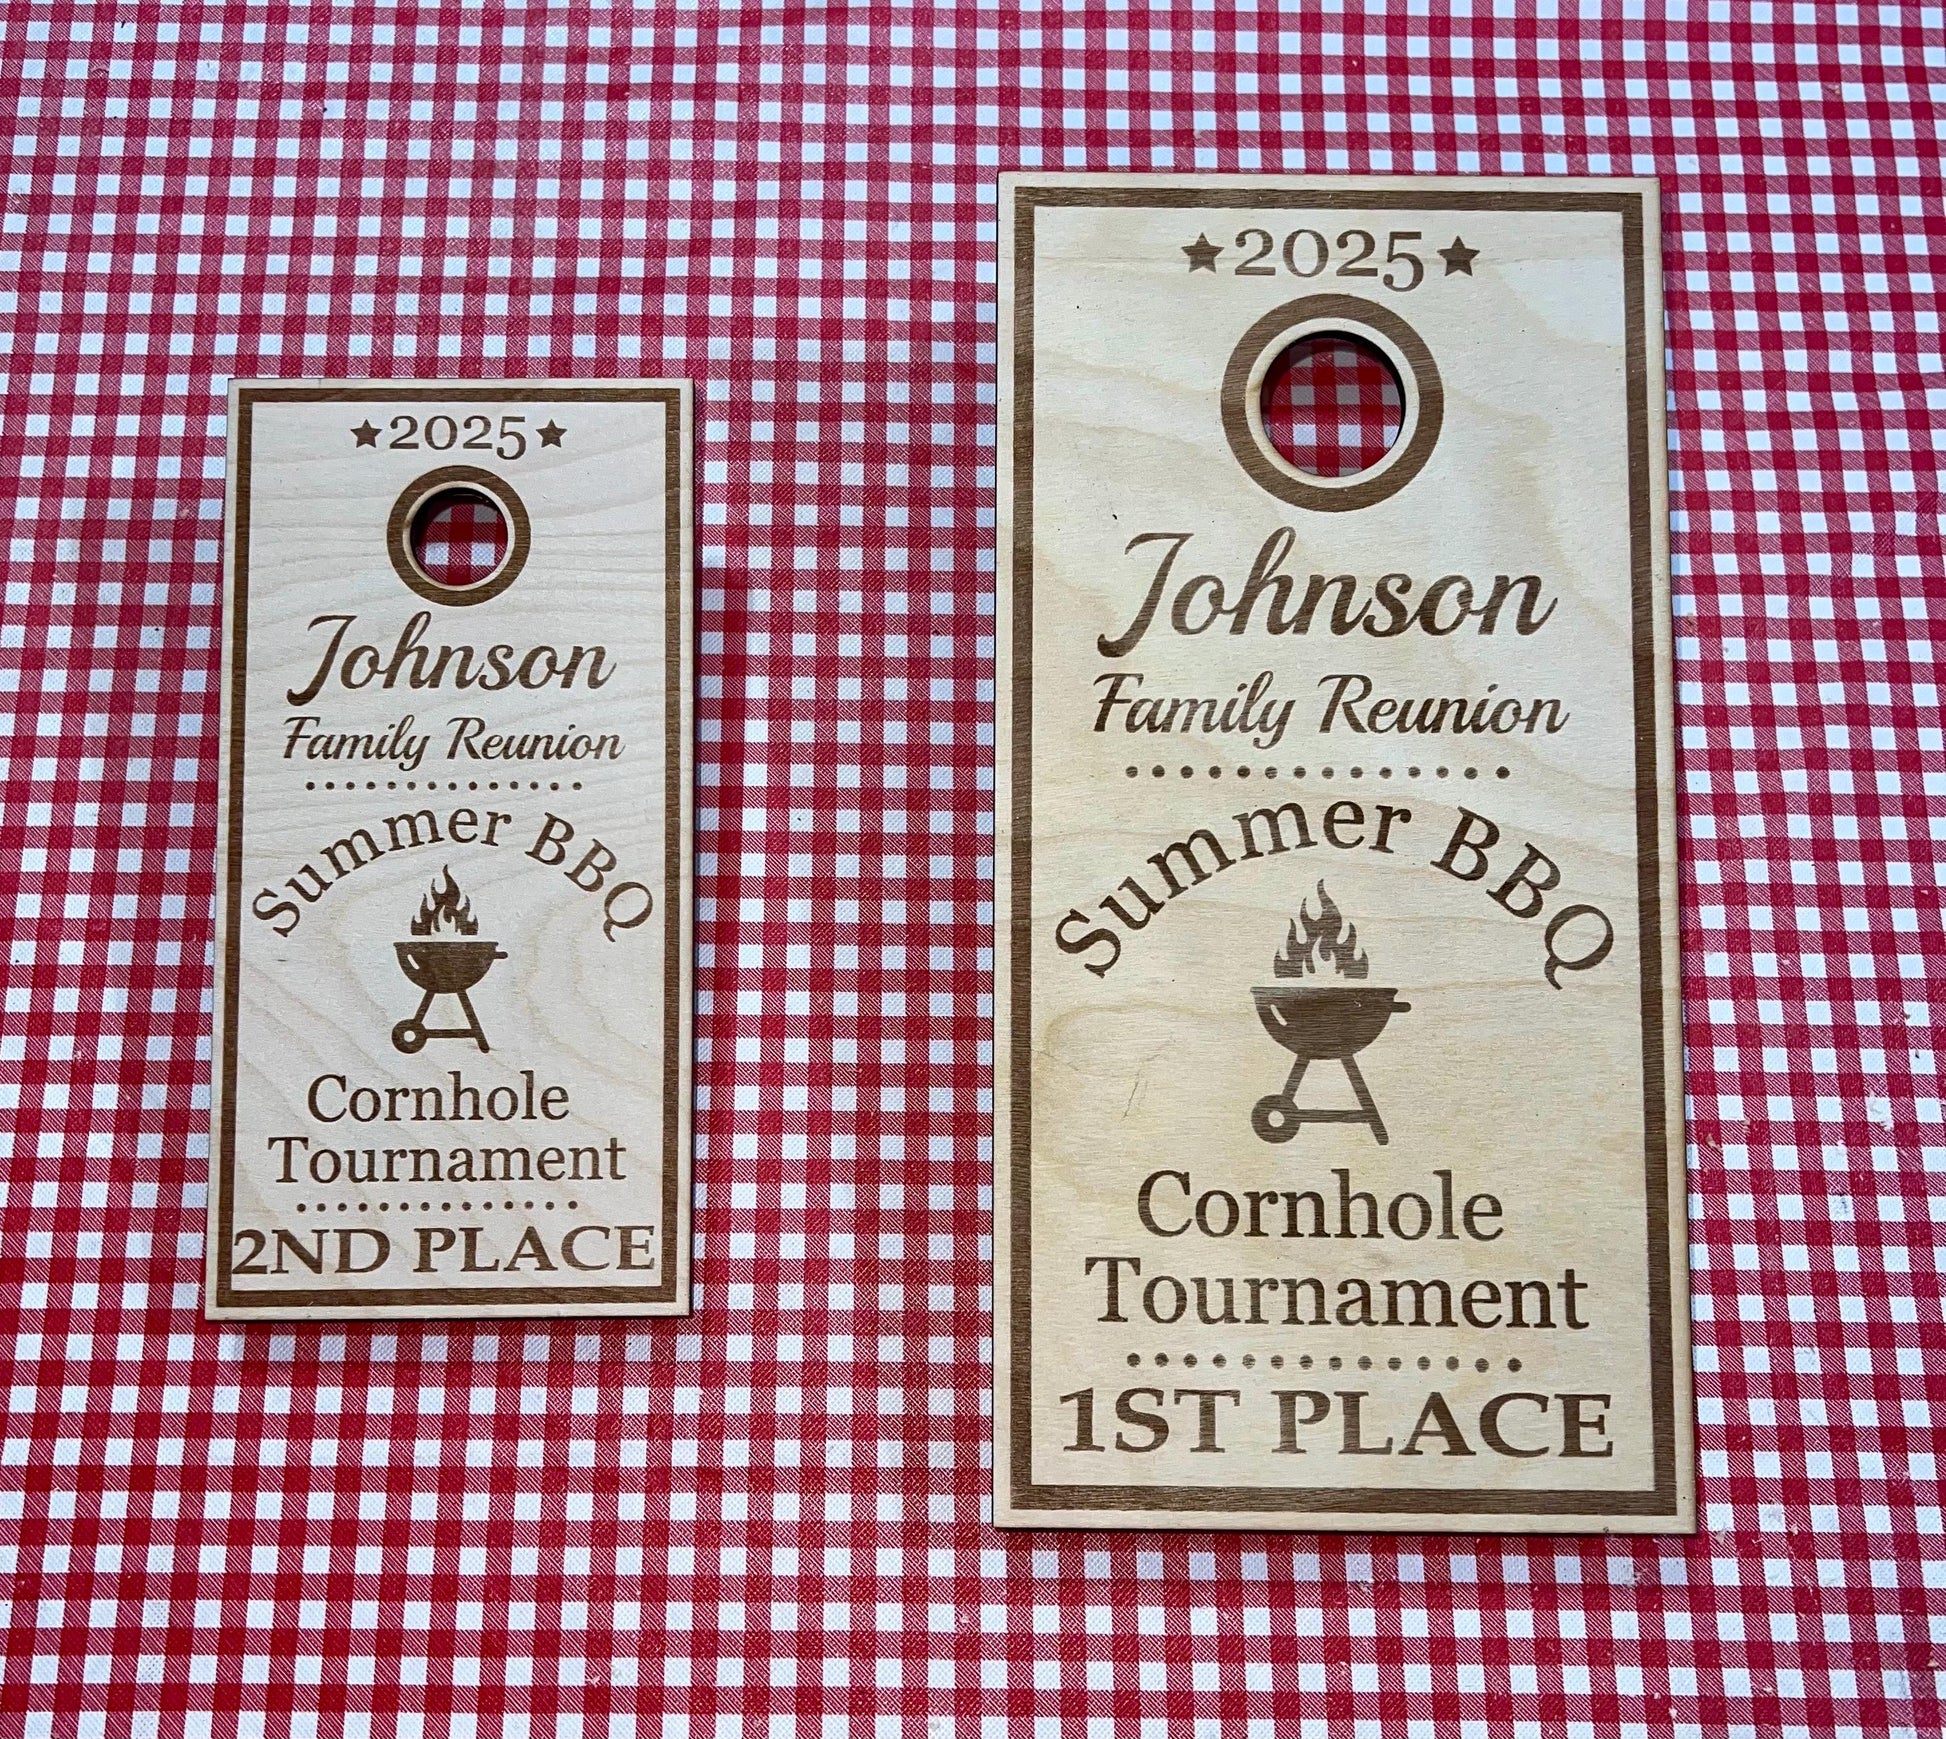 ★2025★
Johnson
Family Reunion
Summer BBQ
Cornhole
Tournament
2ND PLACE
★2025★
Johnson
Family Reunion
Summer BBQ
Cornhole
Tournament
1ST PLACE